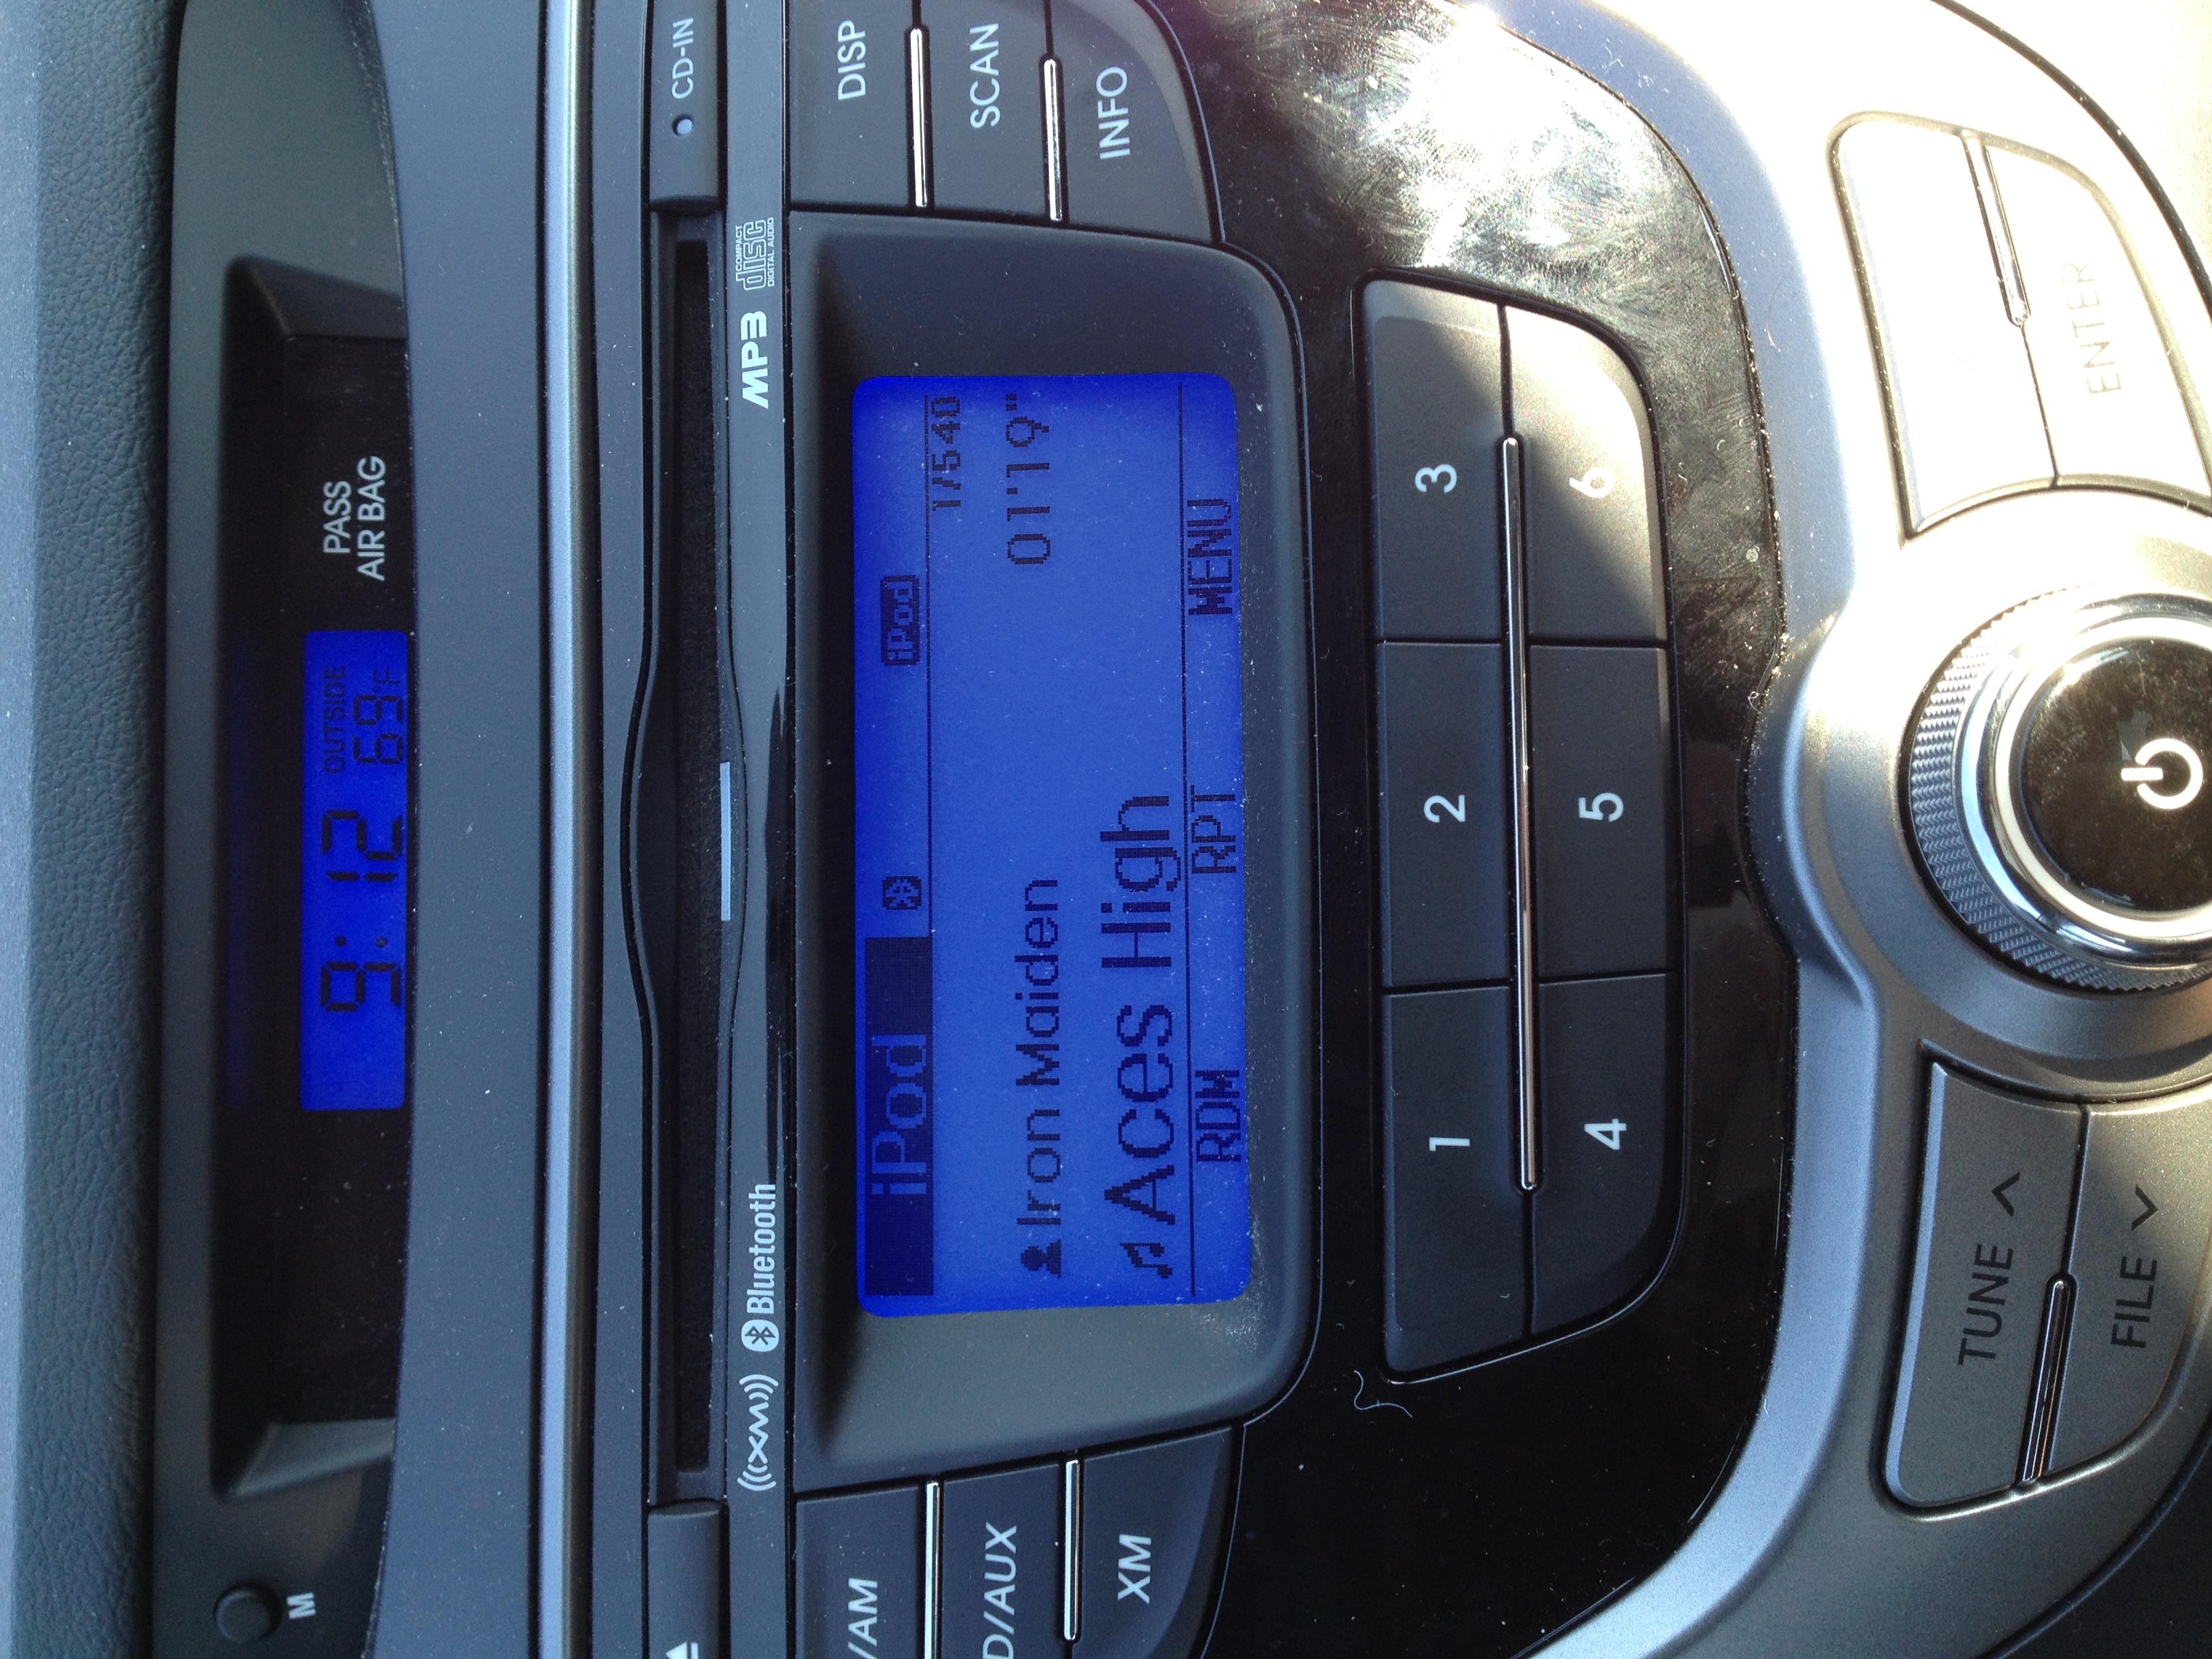 M
9:12 OUTSIDE 69°F
PASS
AIR BAG
CD-IN
((XM)) Bluetooth
MP3 COMPACT disc DIGITAL AUDIO
/AM
D/AUX
XM
iPod iPod
1/540
Iron Maiden 01'19"
Aces High
RDM RPT MENU
DISP
SCAN
INFO
1 2 3
4 5 6
TUNE ∧
FILE ∨
ENTER